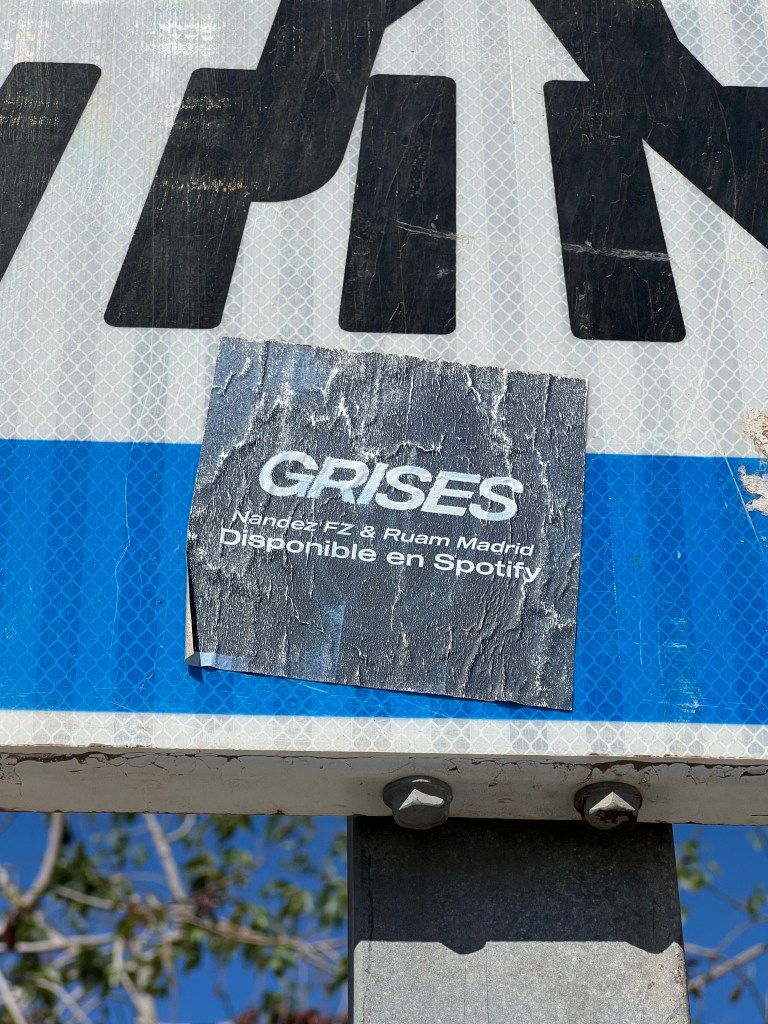 GRISES
Nandez FZ & Ruam Madrid
Disponible en Spotify